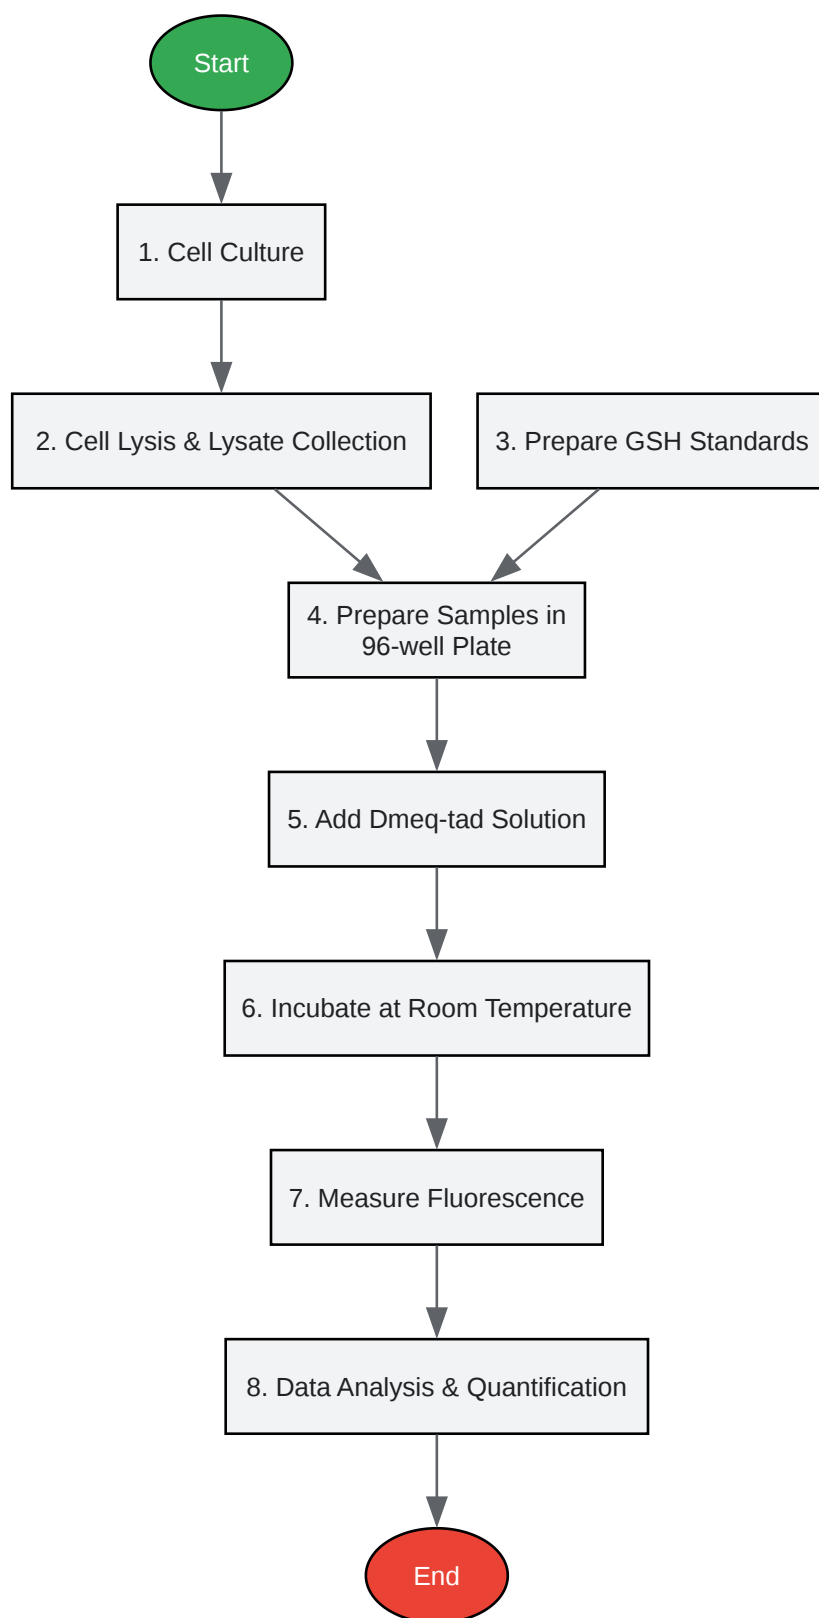 Start
1. Cell Culture
2. Cell Lysis & Lysate Collection
3. Prepare GSH Standards
4. Prepare Samples in
96-well Plate
5. Add Dmeq-tad Solution
6. Incubate at Room Temperature
7. Measure Fluorescence
8. Data Analysis & Quantification
End